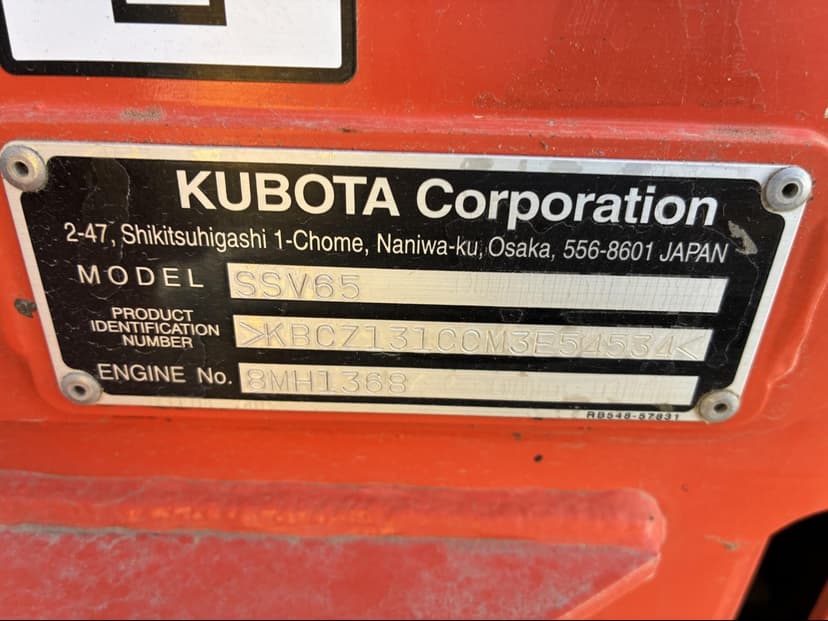 KUBOTA Corporation
2-47, Shikitsuhigashi 1-Chome, Naniwa-ku, Osaka, 556-8601 JAPAN
MODEL SSV65
PRODUCT IDENTIFICATION NUMBER >KBCZ131CCM3E54534<
ENGINE No. 8MH1368
RB548-57831